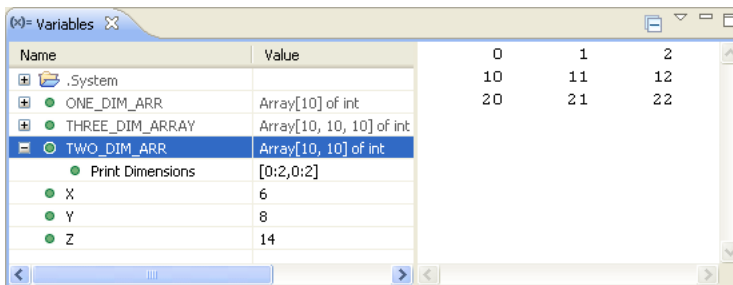 (x)= Variables
Name Value
.System
ONE_DIM_ARR Array[10] of int
THREE_DIM_ARRAY Array[10, 10, 10] of int
TWO_DIM_ARR Array[10, 10] of int
Print Dimensions [0:2,0:2]
X 6
Y 8
Z 14
0 1 2
10 11 12
20 21 22